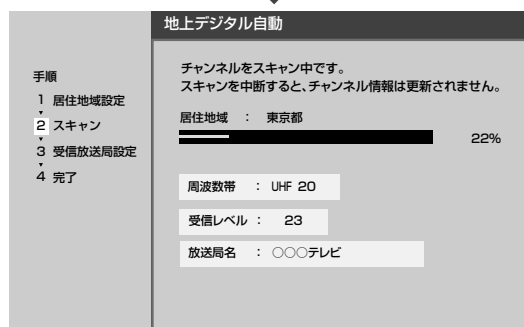 地上デジタル自動
手順
1 居住地域設定
2 スキャン
3 受信放送局設定
4 完了
チャンネルをスキャン中です。
スキャンを中断すると、チャンネル情報は更新されません。
居住地域 : 東京都
22%
周波数帯 : UHF 20
受信レベル : 23
放送局名 : ○○○テレビ